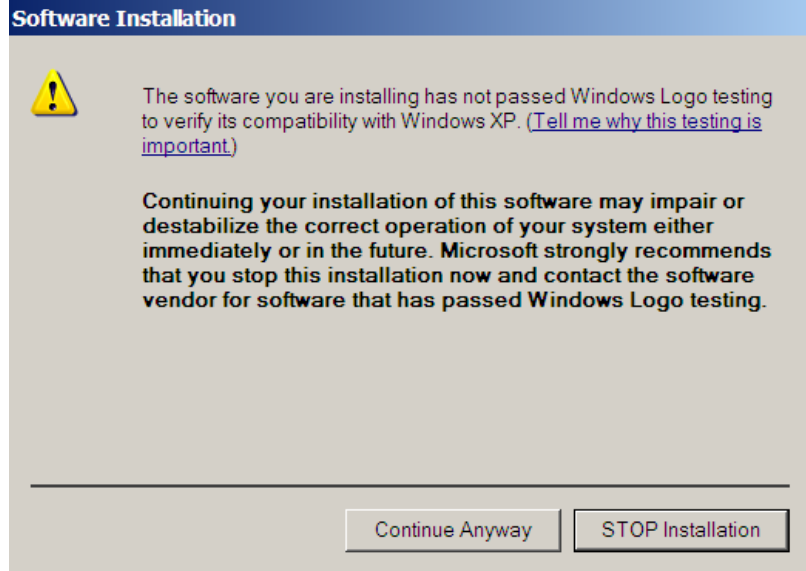 Software Installation
The software you are installing has not passed Windows Logo testing
to verify its compatibility with Windows XP. (Tell me why this testing is
important.)
Continuing your installation of this software may impair or
destabilize the correct operation of your system either
immediately or in the future. Microsoft strongly recommends
that you stop this installation now and contact the software
vendor for software that has passed Windows Logo testing.
Continue Anyway
STOP Installation